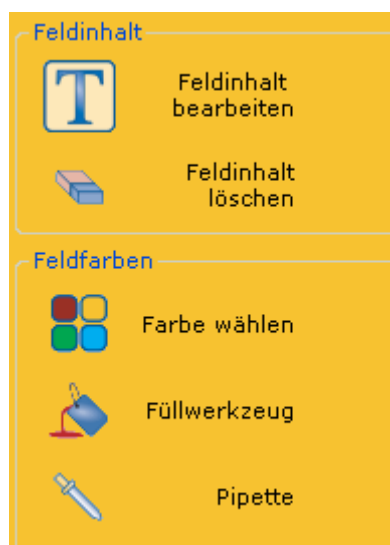 Feldinhalt
T
Feldinhalt
bearbeiten
Feldinhalt
löschen
Feldfarben
Farbe wählen
Füllwerkzeug
Pipette